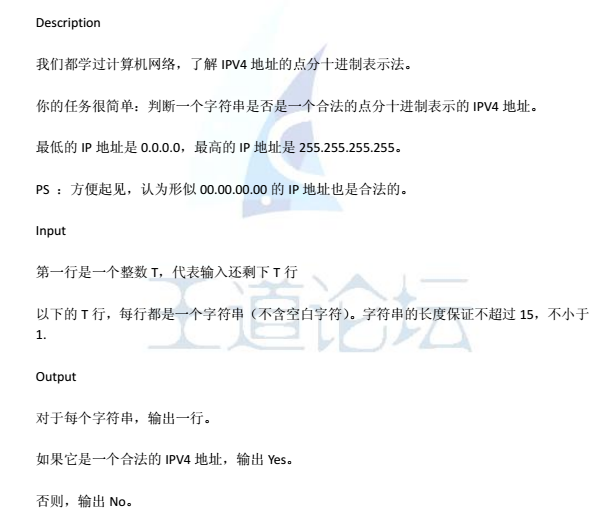 Description
我们都学过计算机网络，了解 IPV4 地址的点分十进制表示法。
你的任务很简单：判断一个字符串是否是一个合法的点分十进制表示的 IPV4 地址。
最低的 IP 地址是 0.0.0.0，最高的 IP 地址是 255.255.255.255。
PS ：方便起见，认为形似 00.00.00.00 的 IP 地址也是合法的。
Input
第一行是一个整数 T，代表输入还剩下 T 行
以下的 T 行，每行都是一个字符串（不含空白字符）。字符串的长度保证不超过 15，不小于
1.
王道论坛
Output
对于每个字符串，输出一行。
如果它是一个合法的 IPV4 地址，输出 Yes。
否则，输出 No。